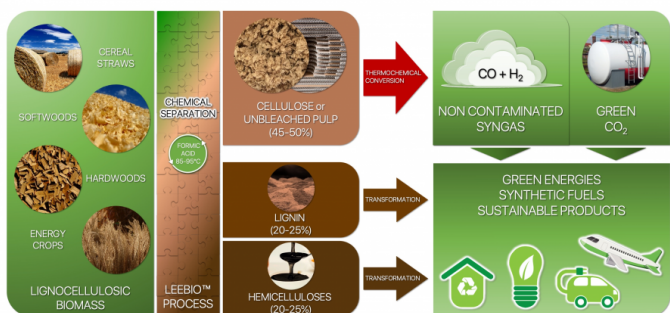 CEREAL
STRAWS
SOFTWOODS
HARDWOODS
ENERGY
CROPS
LIGNOCELLULOSIC
BIOMASS
CHEMICAL
SEPARATION
FORMIC
ACID
85-95°C
LEEBIO™
PROCESS
CELLULOSE or
UNBLEACHED PULP
(45-50%)
LIGNIN
(20-25%)
HEMICELLULOSES
(20-25%)
THERMOCHEMICAL
CONVERSION
TRANSFORMATION
TRANSFORMATION
CO + H₂
NON CONTAMINATED
SYNGAS
GREEN
CO₂
GREEN ENERGIES
SYNTHETIC FUELS
SUSTAINABLE PRODUCTS